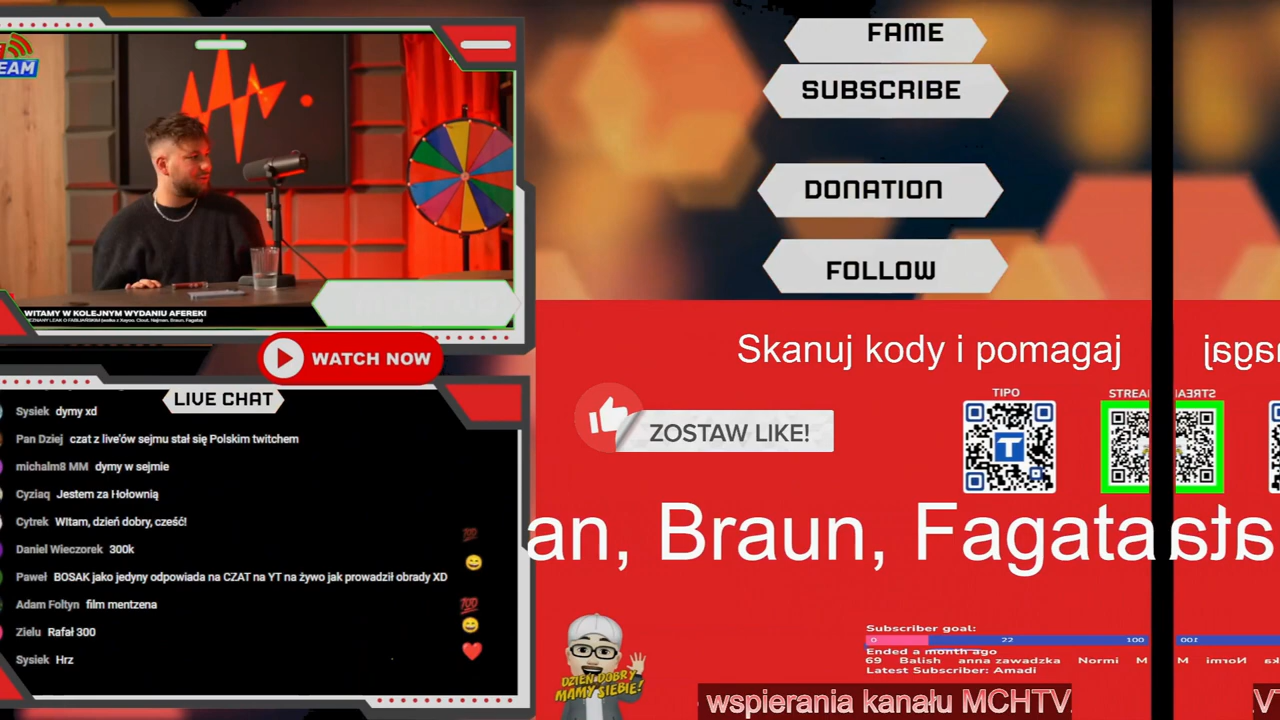 EAM
WITAMY W KOLEJNYM WYDANIU AFEREKI
WATCH NOW
LIVE CHAT
Sysiek dymy xd
Pan Dziej czat z live'ów sejmu stał się Polskim twitchem
michalm8 MM dymy w sejmie
Cyziaq Jestem za Hołownią
Cytrek WItam, dzień dobry, cześć!
Daniel Wieczorek 300k
Paweł BOSAK jako jedyny odpowiada na CZAT na YT na żywo jak prowadził obrady XD
Adam Foltyn film mentzena
Zielu Rafał 300
Sysiek Hrz
FAME
SUBSCRIBE
DONATION
FOLLOW
Skanuj kody i pomagaj
TIPO
STREA
ZOSTAW LIKE!
an, Braun, Fagata
DZIEŃ DOBRY
MAMY SIEBIE!
Subscriber goal:
0 22 100
Ended a month ago
69 Balish anna zawadzka Normi M
Latest Subscriber: Amadi
wspierania kanału MCHTV